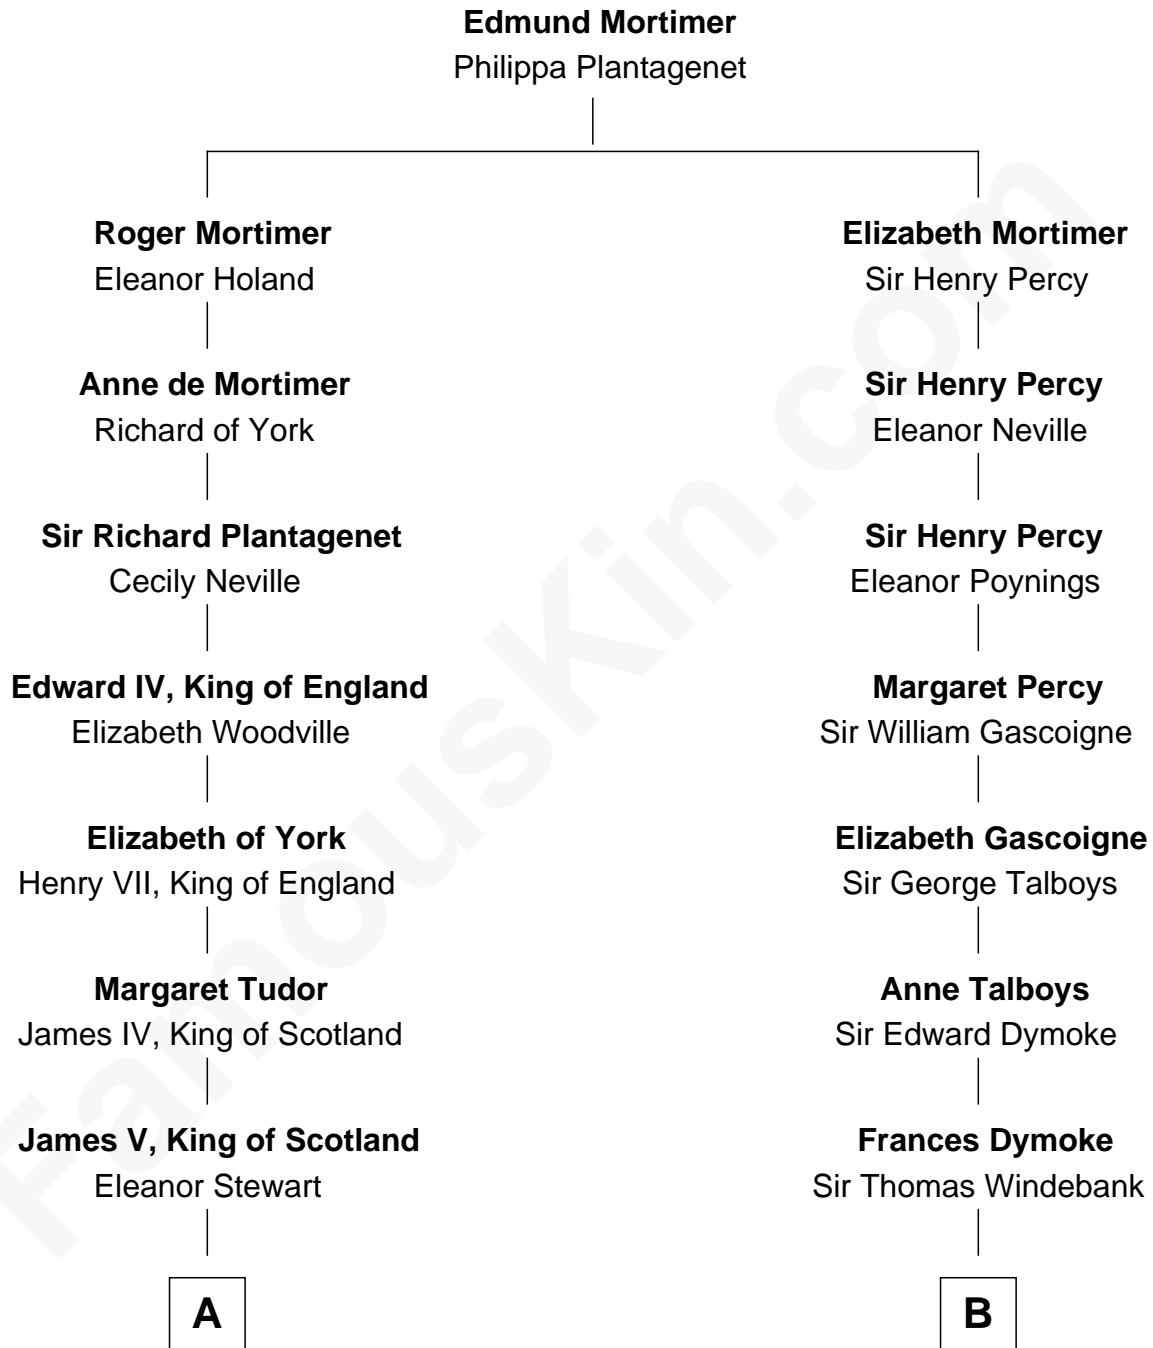 Edmund Mortimer
Philippa Plantagenet
Roger Mortimer
Eleanor Holand
Elizabeth Mortimer
Sir Henry Percy
Anne de Mortimer
Richard of York
Sir Henry Percy
Eleanor Neville
Sir Richard Plantagenet
Cecily Neville
Sir Henry Percy
Eleanor Poynings
Edward IV, King of England
Elizabeth Woodville
Margaret Percy
Sir William Gascoigne
Elizabeth of York
Henry VII, King of England
Elizabeth Gascoigne
Sir George Talboys
Margaret Tudor
James IV, King of Scotland
Anne Talboys
Sir Edward Dymoke
James V, King of Scotland
Eleanor Stewart
Frances Dymoke
Sir Thomas Windebank
A
B
FamousKin.com